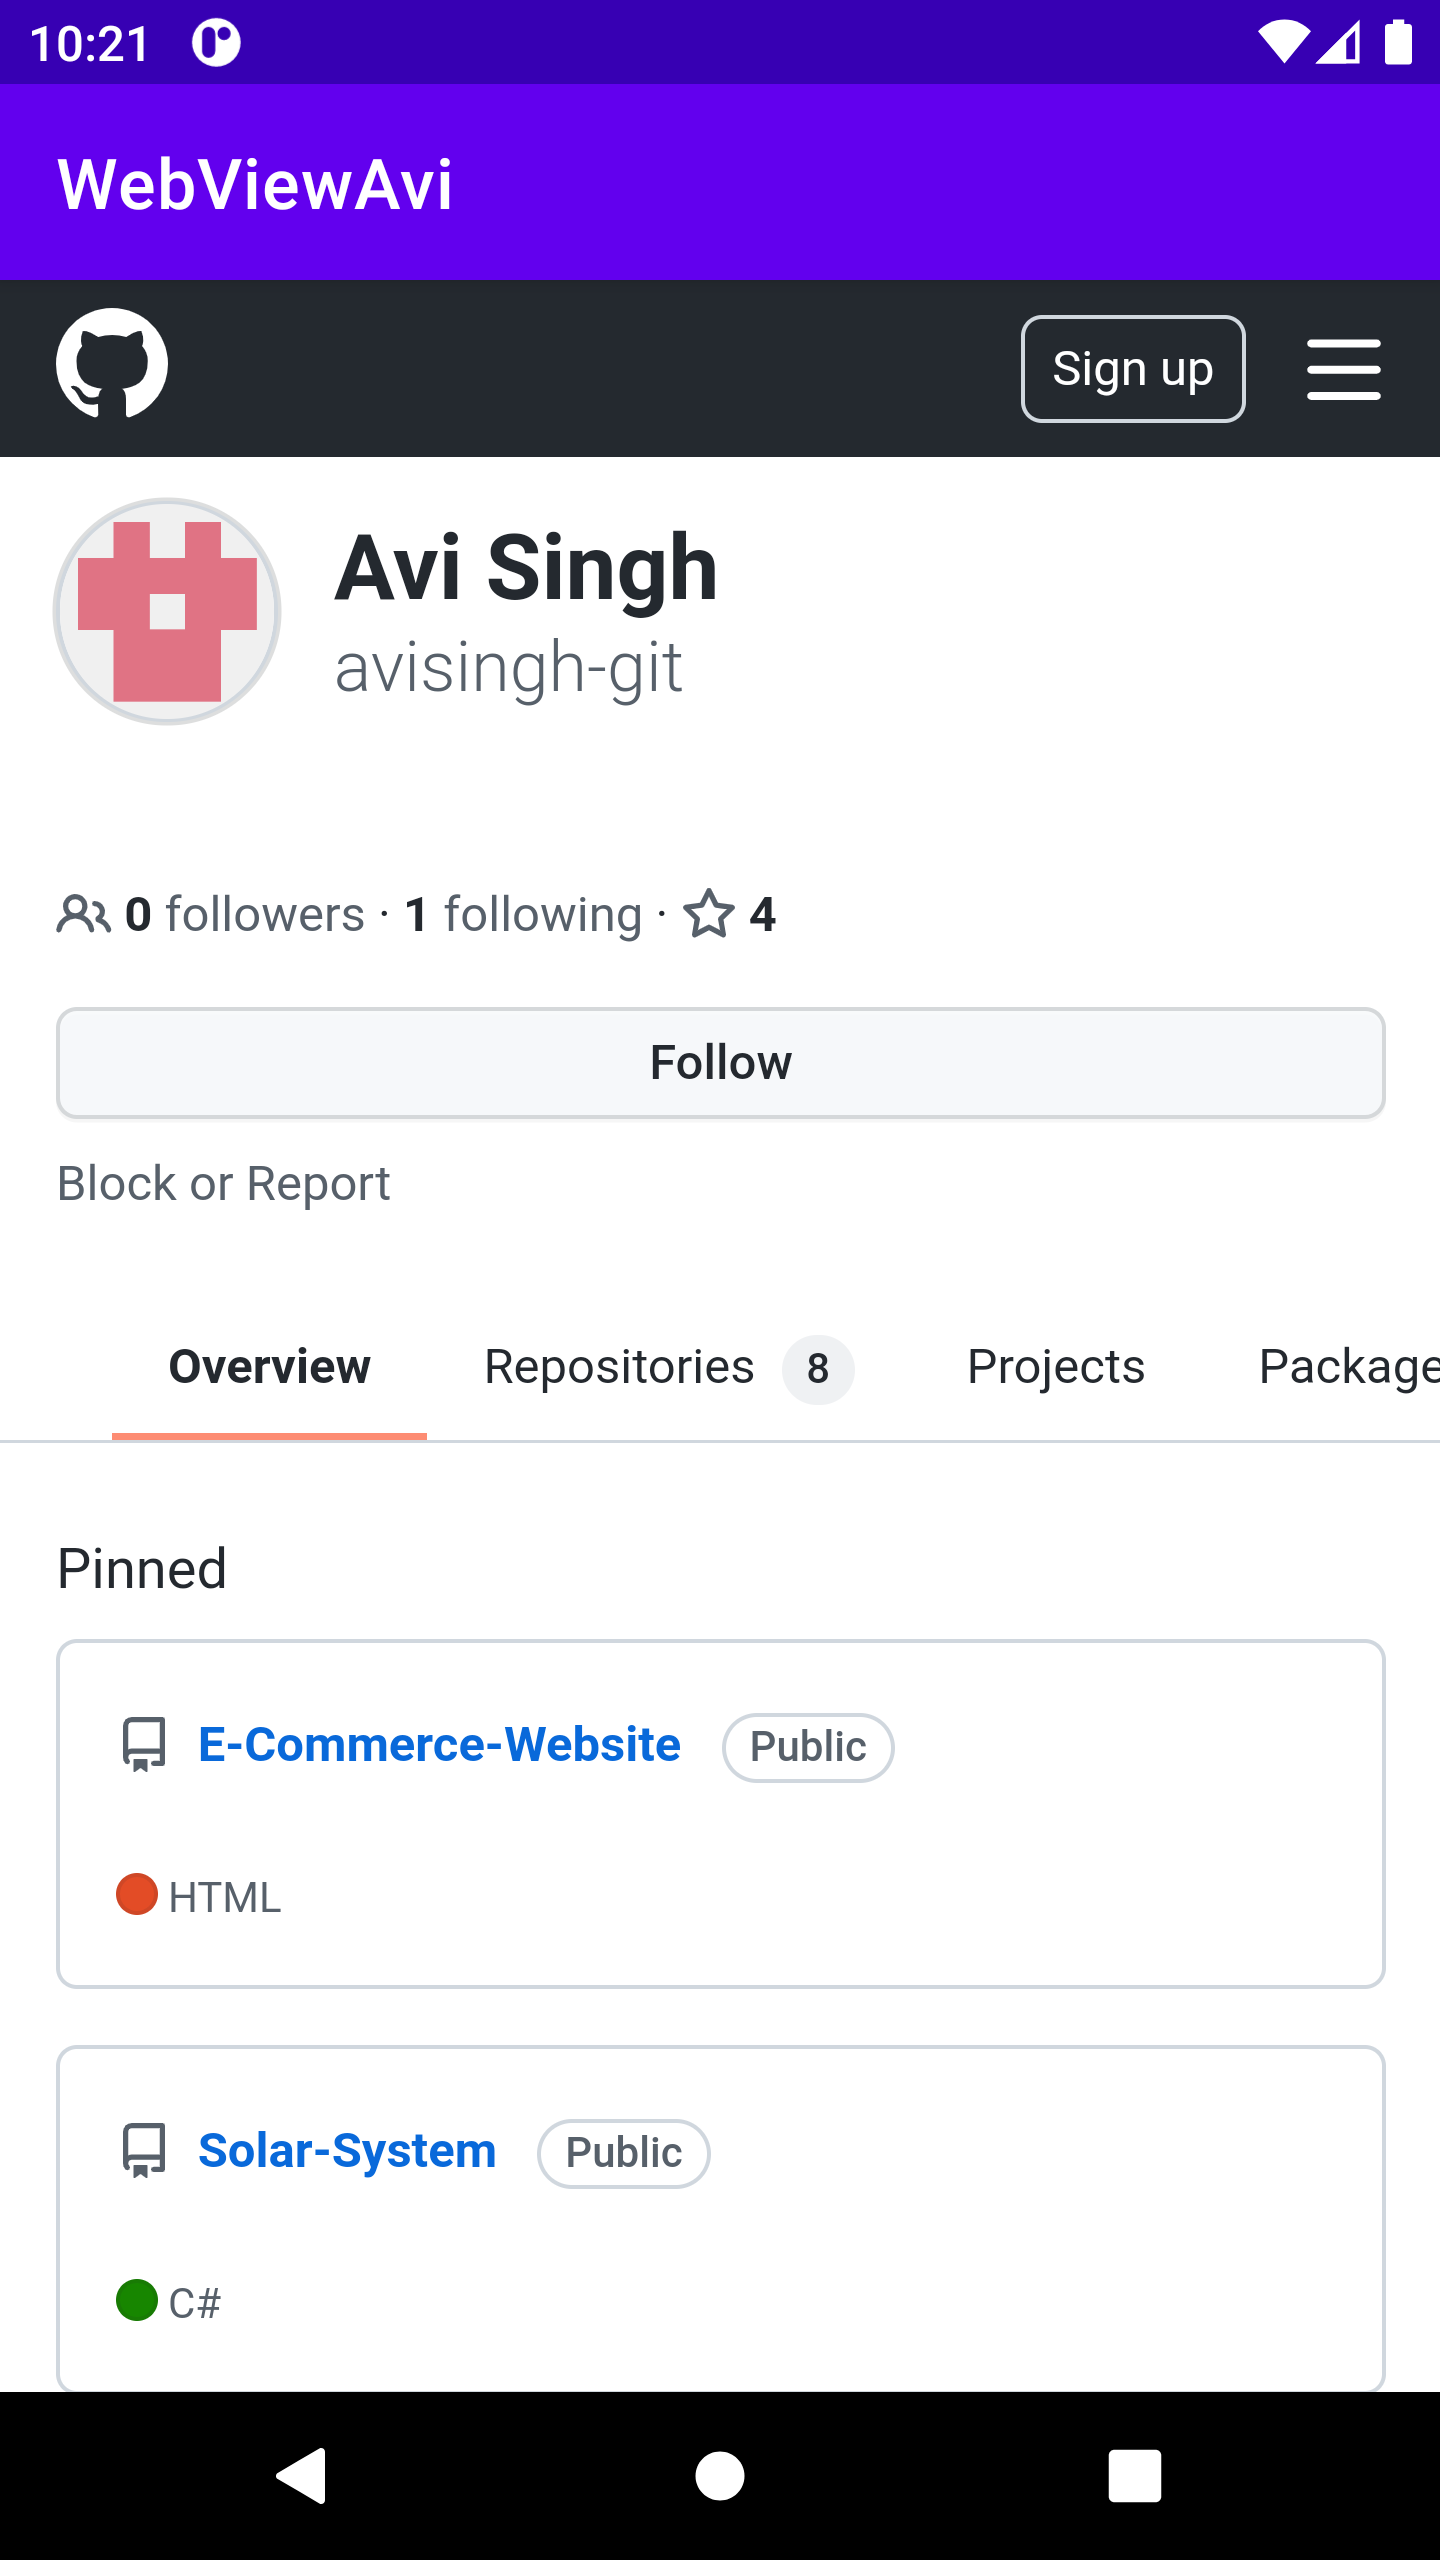 10:21
WebViewAvi
Sign up
Avi Singh
avisingh-git
0 followers · 1 following · 4
Follow
Block or Report
Overview Repositories 8 Projects Package
Pinned
E-Commerce-Website Public
HTML
Solar-System Public
C#